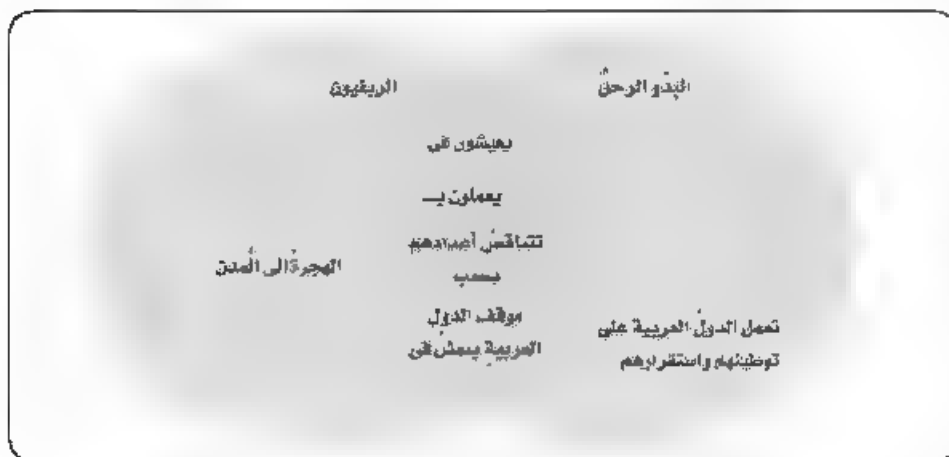 البدو الرحل
الريفيون
يعيشون في
يعملون بـ
تتناقص أعدادهم
بسبب
الهجرة إلى المدن
موقف الدول
العربية يتمثل في
تعمل الدول العربية على
توطينهم واستقرارهم